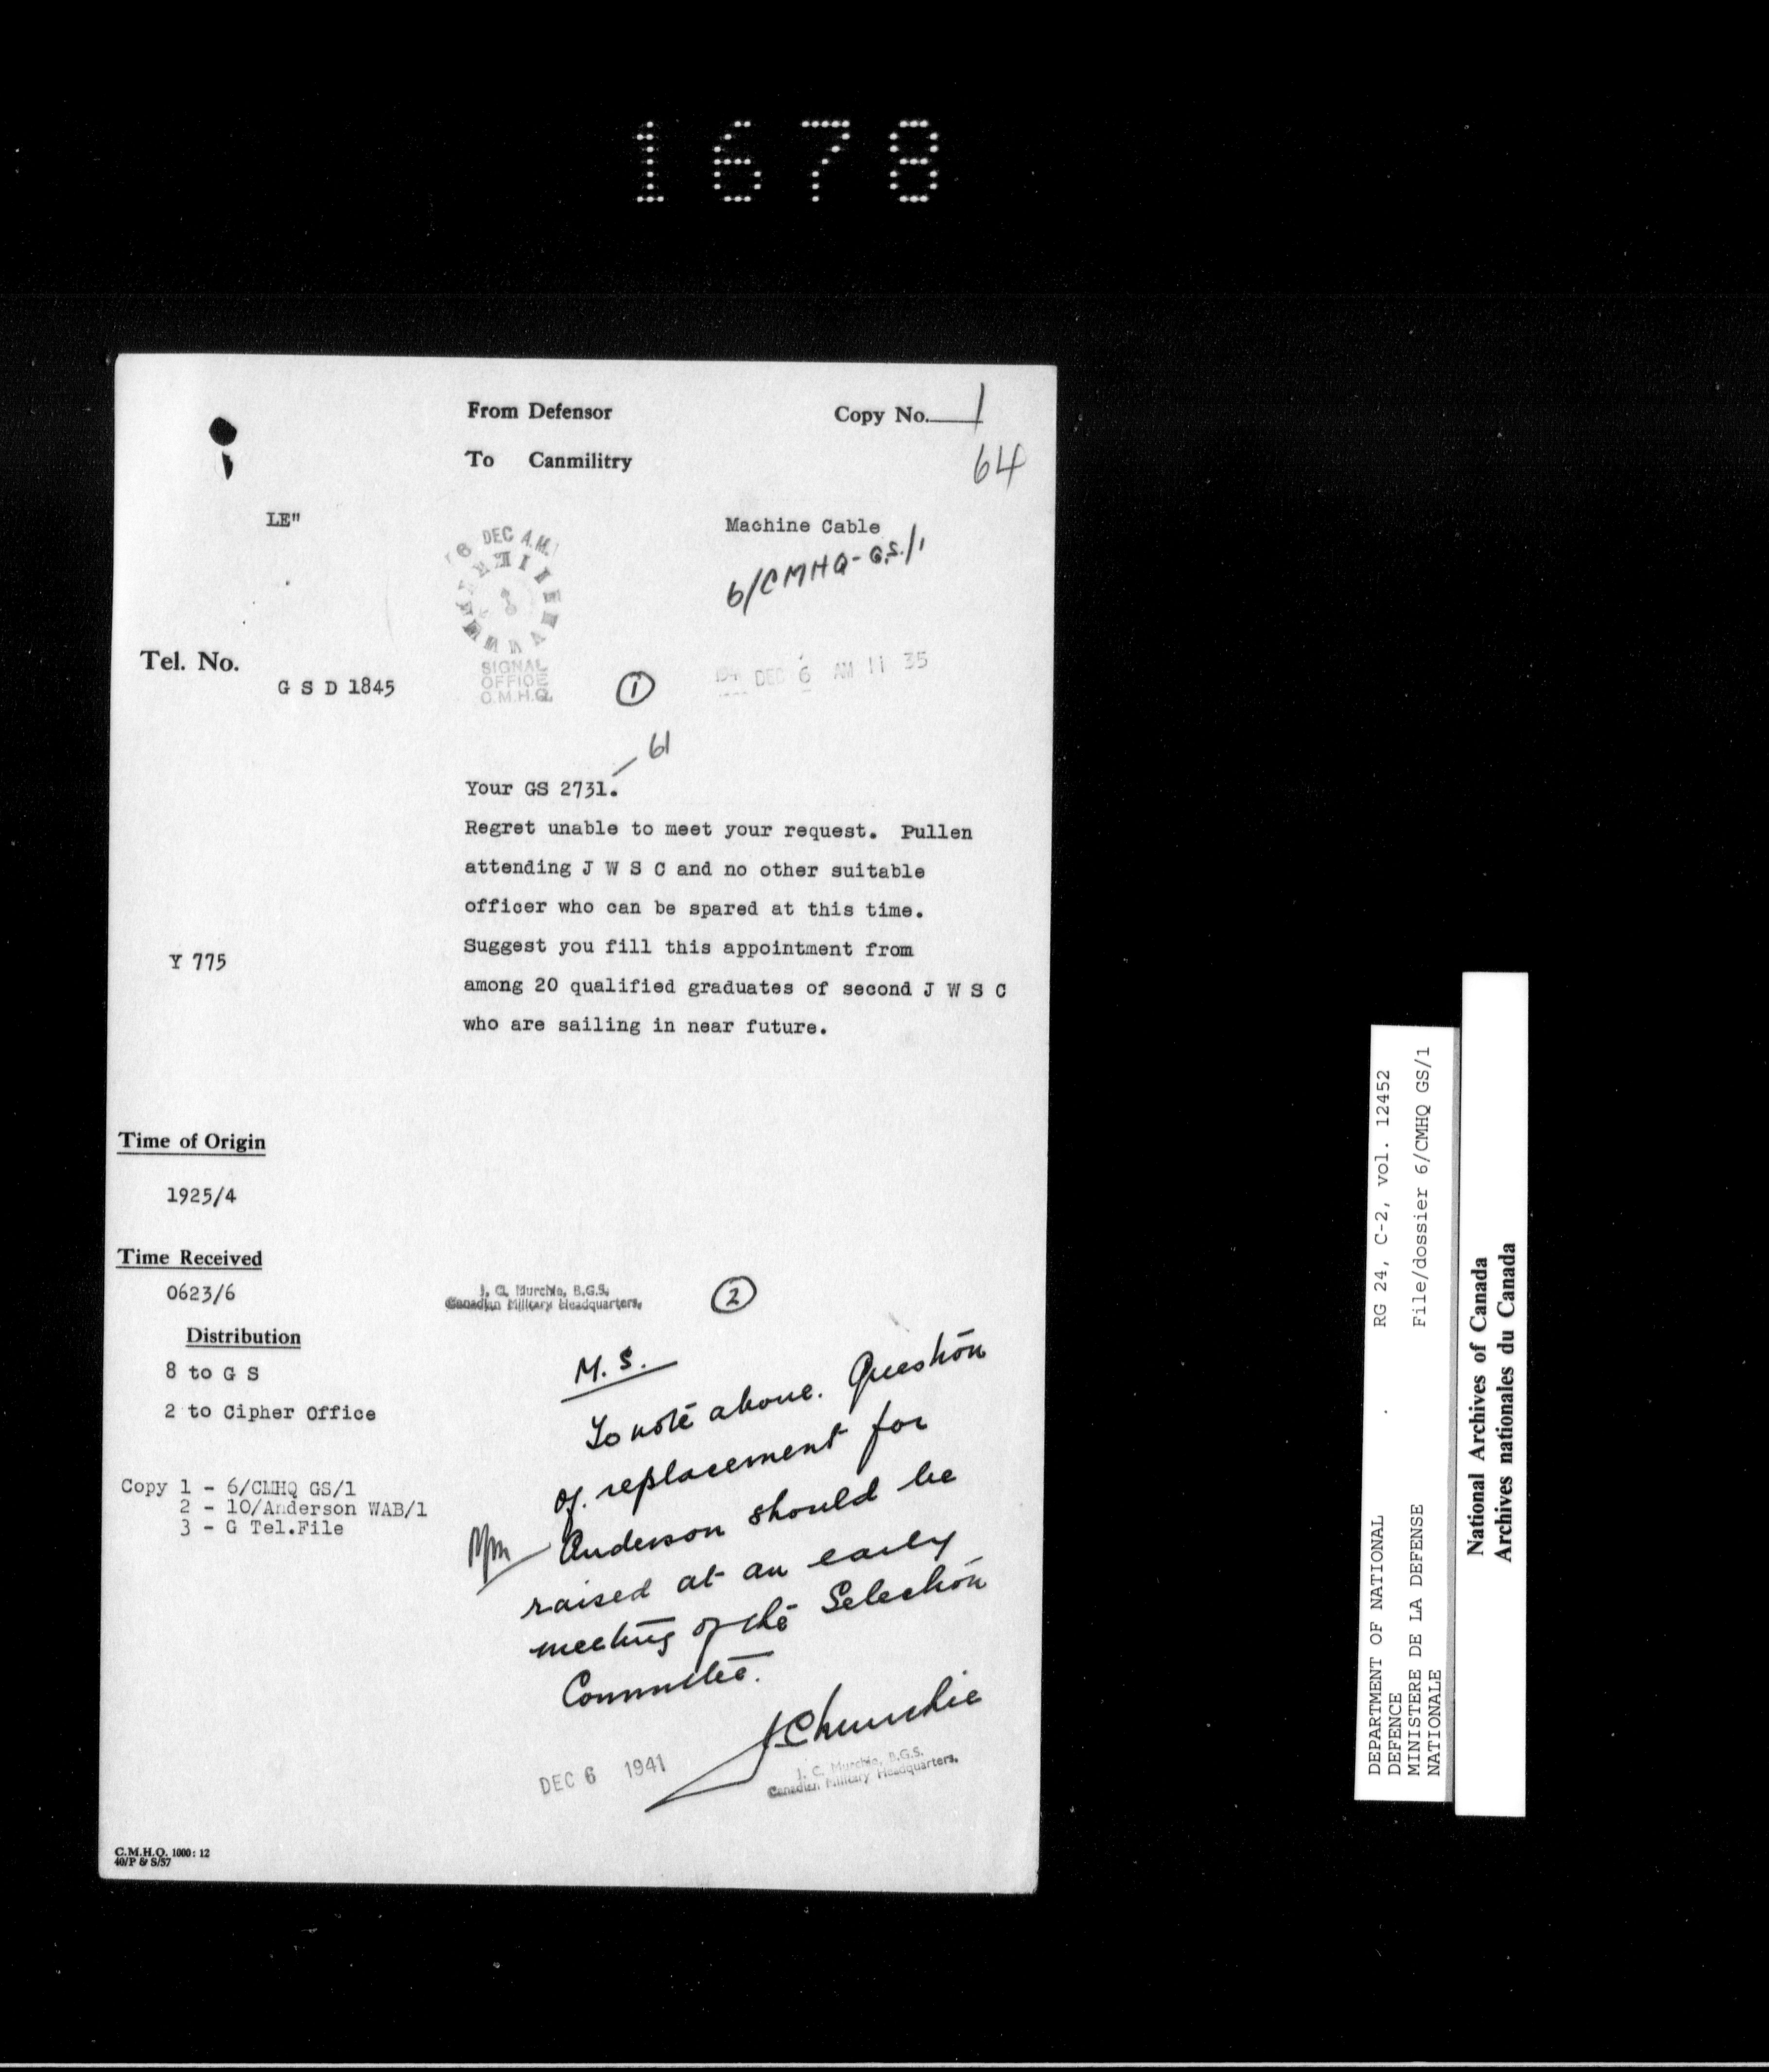 1678
From Defensor
Copy No. 1
To Canmilitry
64
LE"
Machine Cable
6 DEC A.M.
6/CMHQ-G.S./1
Tel. No.
G S D 1845
SIGNAL
OFFICE
C.M.H.Q.
1
194 DEC 6 AM 11 35
61
Your GS 2731.
Regret unable to meet your request. Pullen
attending J W S C and no other suitable
officer who can be spared at this time.
Suggest you fill this appointment from
Y 775
among 20 qualified graduates of second J W S C
who are sailing in near future.
Time of Origin
1925/4
Time Received
0623/6
J. C. Murchie, B.G.S.
Canadian Military Headquarters.
2
Distribution
8 to G S
2 to Cipher Office
Copy 1 - 6/CMHQ GS/1
2 - 10/Anderson WAB/1
3 - G Tel.File
M.S.
To note above. Question
of replacement for
Anderson should be
raised at an early
meeting of the Selection
Committee.
JCMurchie
DEC 6 1941
J. C. Murchie, B.G.S.
Canadian Military Headquarters.
C.M.H.Q. 1000: 12
40/P & S/57
RG 24, C-2, vol. 12452
File/dossier 6/CMHQ GS/1
DEPARTMENT OF NATIONAL
DEFENCE
MINISTERE DE LA DEFENSE
NATIONALE
National Archives of Canada
Archives nationales du Canada